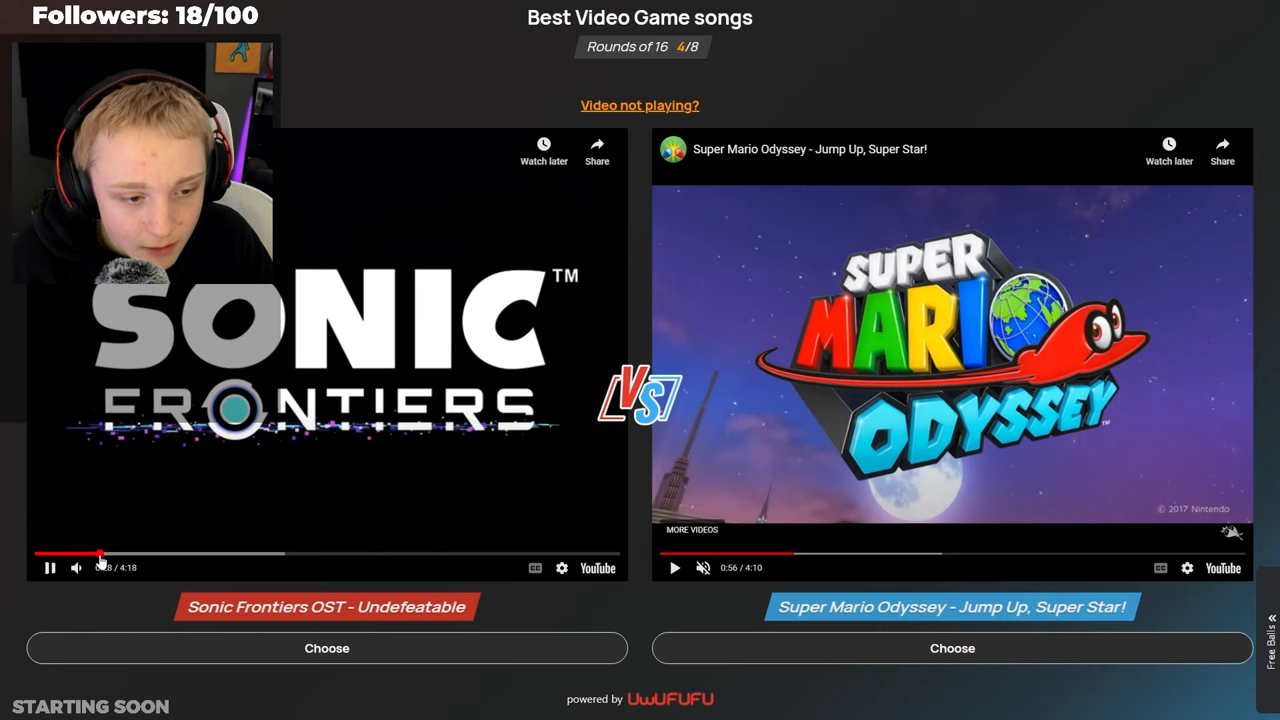 Followers: 18/100
Best Video Game songs
Rounds of 16 4/8
Video not playing?
Watch later
Share
Super Mario Odyssey - Jump Up, Super Star!
Watch later
Share
SONIC™
FRONTIERS
VS
SUPER
MARIO
ODYSSEY™
© 2017 Nintendo
MORE VIDEOS
/ 4:18
YouTube
0:56 / 4:10
YouTube
Sonic Frontiers OST - Undefeatable
Super Mario Odyssey - Jump Up, Super Star!
Choose
Choose
Free Balls
STARTING SOON
powered by UwUFUFU